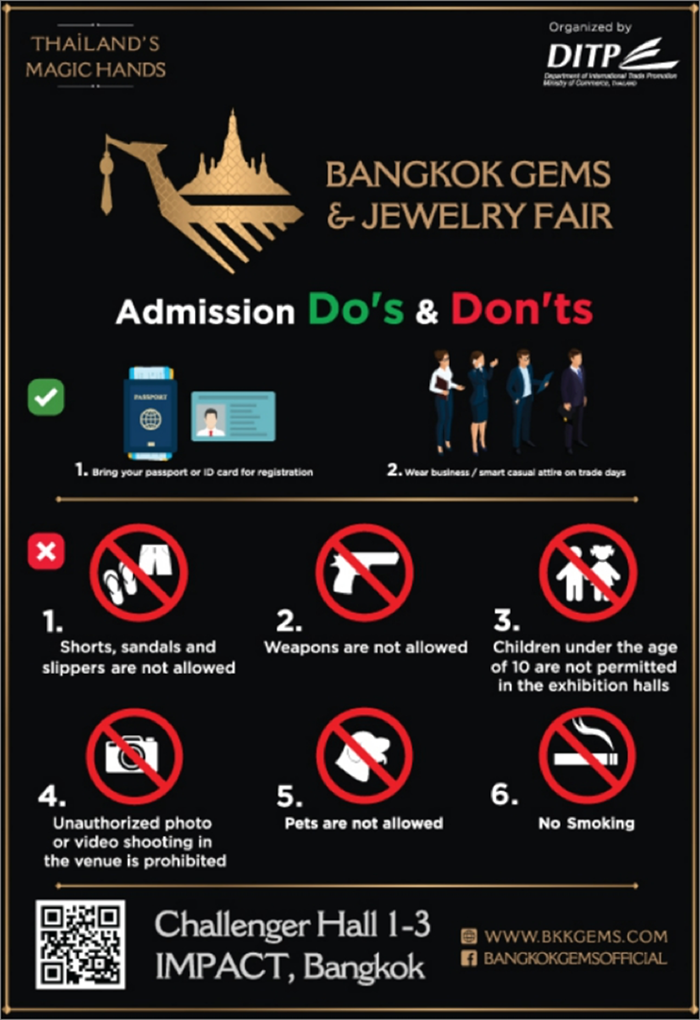 THAILAND'S
MAGIC HANDS
Organized by
DITP
Department of International Trade Promotion
Ministry of Commerce, THAILAND
BANGKOK GEMS
& JEWELRY FAIR
Admission Do's & Don'ts
PASSPORT
1. Bring your passport or ID card for registration
2. Wear business / smart casual attire on trade days
1.
Shorts, sandals and
slippers are not allowed
2.
Weapons are not allowed
3.
Children under the age
of 10 are not permitted
in the exhibition halls
4.
Unauthorized photo
or video shooting in
the venue is prohibited
5.
Pets are not allowed
6.
No Smoking
Challenger Hall 1-3
IMPACT, Bangkok
WWW.BKKGEMS.COM
BANGKOKGEMSOFFICIAL